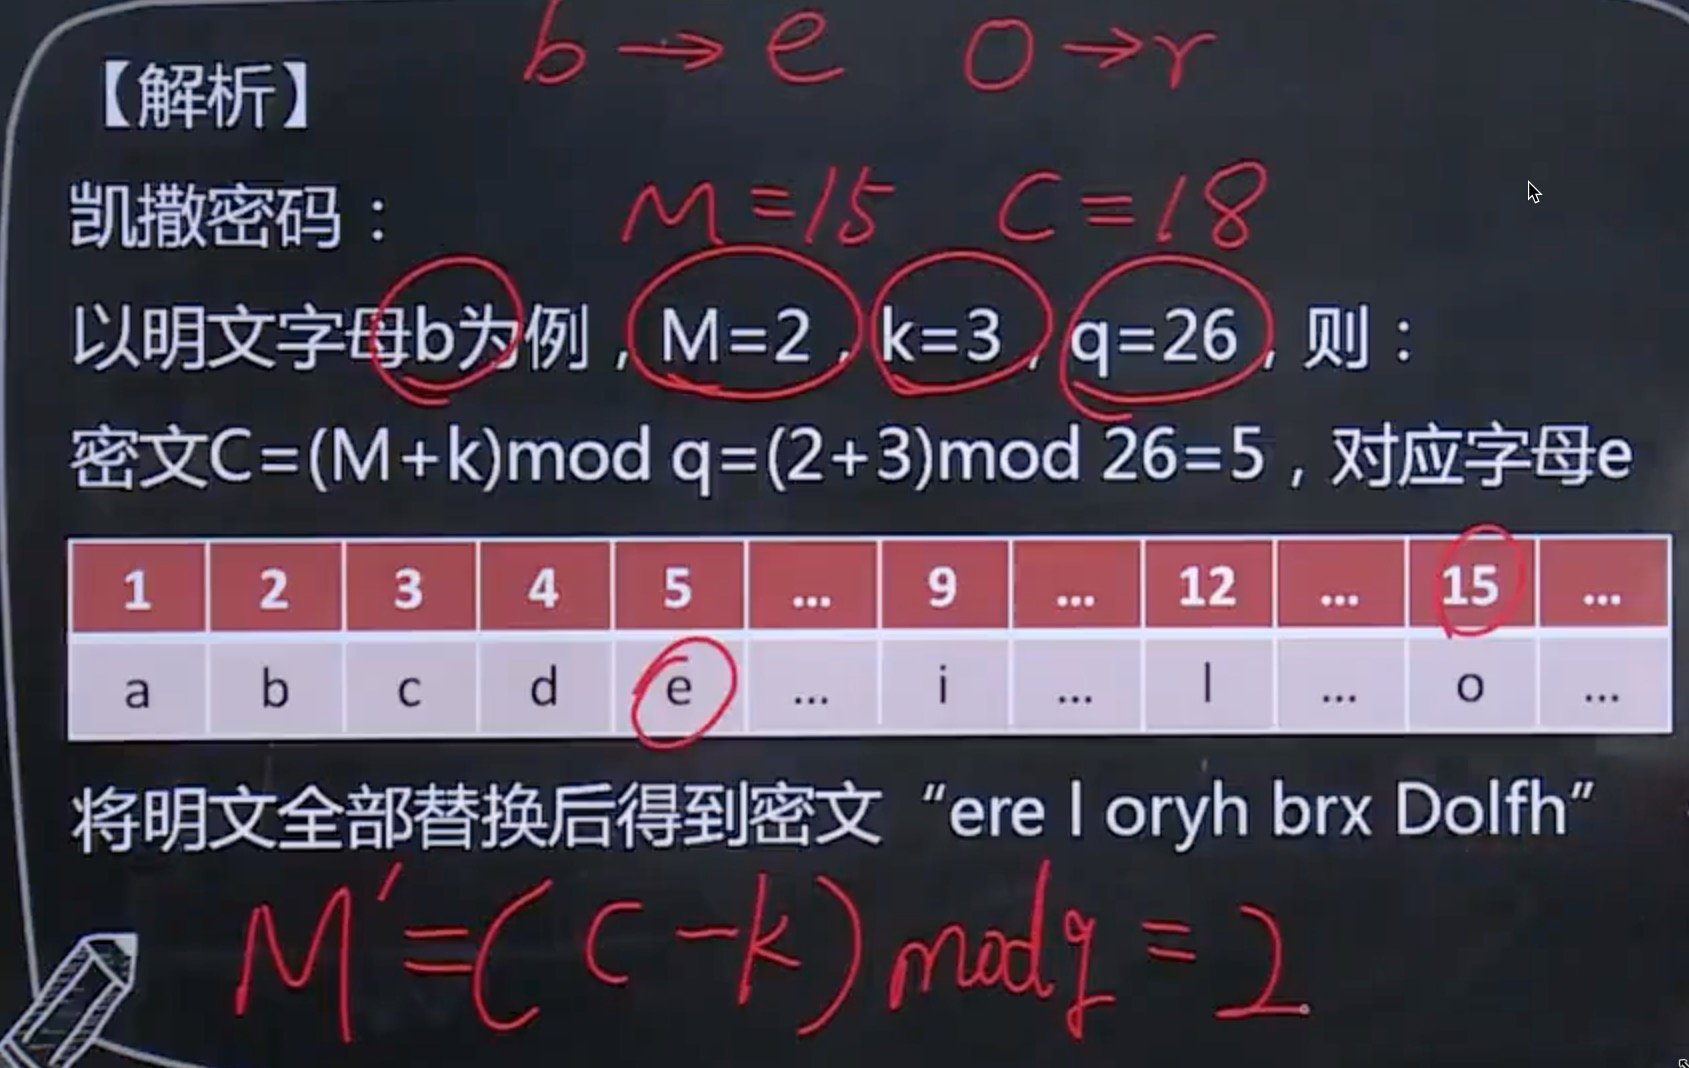 b → e o → r
【解析】
凯撒密码：
M = 15 C = 18
以明文字母b为例，M=2，k=3，q=26，则：
密文C=(M+k)mod q=(2+3)mod 26=5，对应字母e
1 2 3 4 5 ... 9 ... 12 ... 15 ...
a b c d e ... i ... l ... o ...
将明文全部替换后得到密文“ere l oryh brx Dolfh”
M′=(C-k)mod q=2